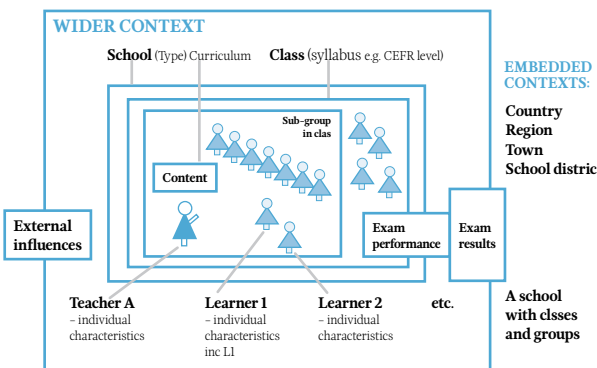 WIDER CONTEXT
School (Type) Curriculum
Class (syllabus e.g. CEFR level)
EMBEDDED
CONTEXTS:
Country
Region
Town
School distric
Sub-group
in clas
Content
External
influences
Exam
performance
Exam
results
Teacher A
– individual
characteristics
Learner 1
– individual
characteristics
inc L1
Learner 2
– individual
characteristics
etc.
A school
with clsses
and groups